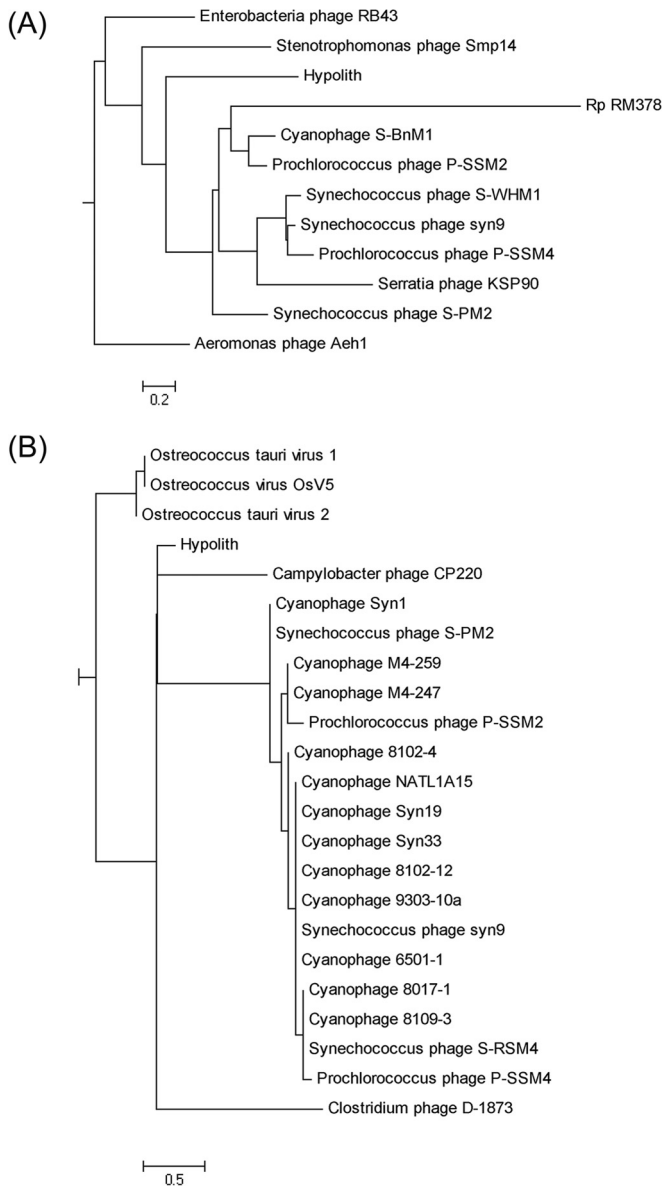 (A)
Enterobacteria phage RB43
Stenotrophomonas phage Smp14
Hypolith
Rp RM378
Cyanophage S-BnM1
Prochlorococcus phage P-SSM2
Synechococcus phage S-WHM1
Synechococcus phage syn9
Prochlorococcus phage P-SSM4
Serratia phage KSP90
Synechococcus phage S-PM2
Aeromonas phage Aeh1
0.2
(B)
Ostreococcus tauri virus 1
Ostreococcus virus OsV5
Ostreococcus tauri virus 2
Hypolith
Campylobacter phage CP220
Cyanophage Syn1
Synechococcus phage S-PM2
Cyanophage M4-259
Cyanophage M4-247
Prochlorococcus phage P-SSM2
Cyanophage 8102-4
Cyanophage NATL1A15
Cyanophage Syn19
Cyanophage Syn33
Cyanophage 8102-12
Cyanophage 9303-10a
Synechococcus phage syn9
Cyanophage 6501-1
Cyanophage 8017-1
Cyanophage 8109-3
Synechococcus phage S-RSM4
Prochlorococcus phage P-SSM4
Clostridium phage D-1873
0.5